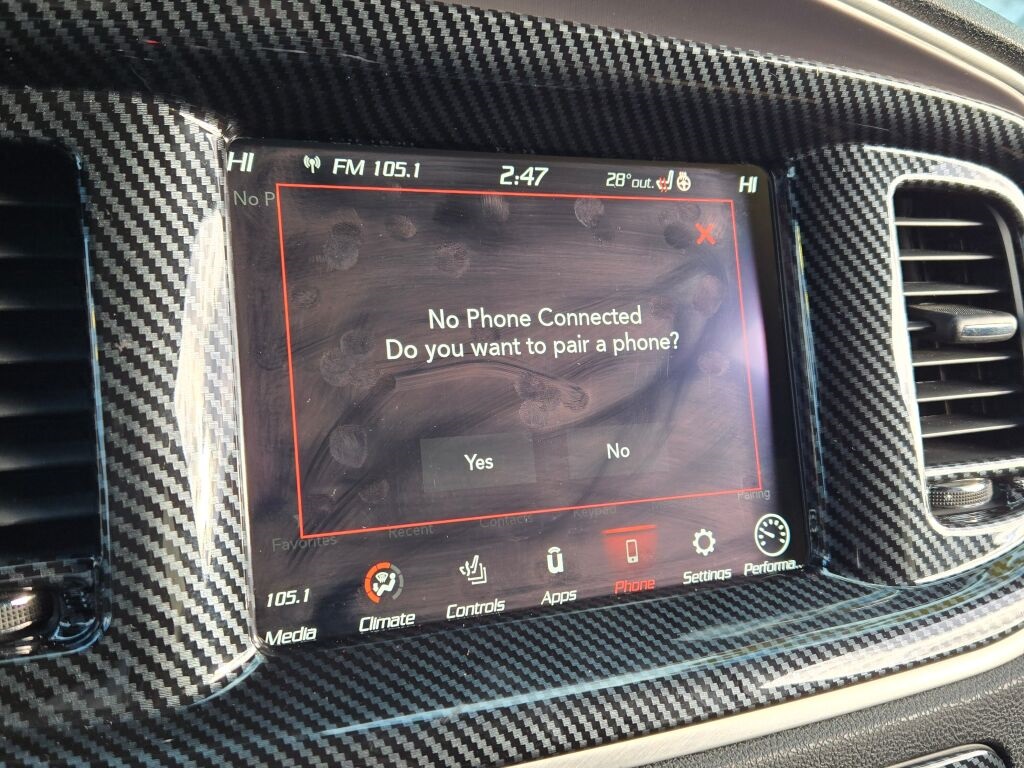 HI FM 105.1 2:47 28° out. HI
No P
No Phone Connected
Do you want to pair a phone?
Yes No
Pairing
Favorites Recent Contacts Keypad
105.1
Media Climate Controls Apps Phone Settings Performa...